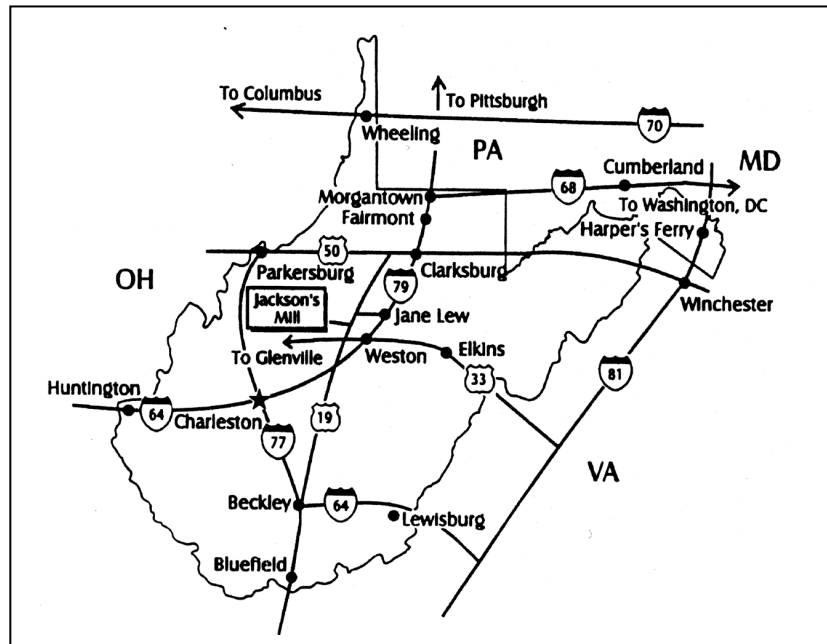 To Columbus
To Pittsburgh
Wheeling
70
PA
Cumberland
MD
68
Morgantown
To Washington, DC
Fairmont
Harper's Ferry
50
Parkersburg
Clarksburg
OH
79
Jackson's
Mill
Jane Lew
Winchester
To Glenville
Weston
Elkins
33
81
Huntington
64
Charleston
19
77
VA
Beckley
64
Lewisburg
Bluefield